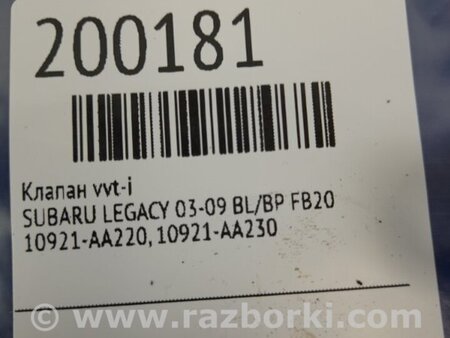 200181
Клапан vvt-i
SUBARU LEGACY 03-09 BL/BP FB20
10921-AA220, 10921-AA230
© www.razborki.com